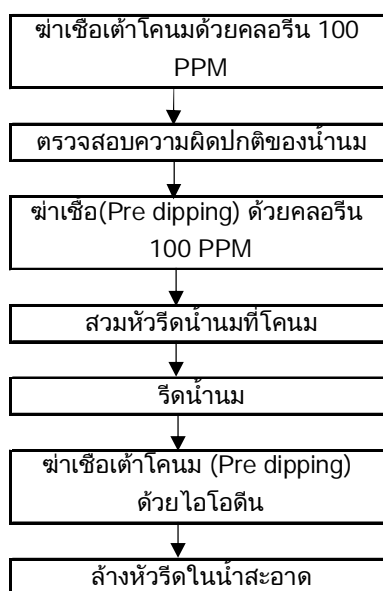 ฆ่าเชื้อเต้าโคนมด้วยคลอรีน 100
PPM
ตรวจสอบความผิดปกติของน้ำนม
ฆ่าเชื้อ(Pre dipping) ด้วยคลอรีน
100 PPM
สวมหัวรีดน้ำนมที่โคนม
รีดน้ำนม
ฆ่าเชื้อเต้าโคนม (Pre dipping)
ด้วยไอโอดีน
ล้างหัวรีดในน้ำสะอาด